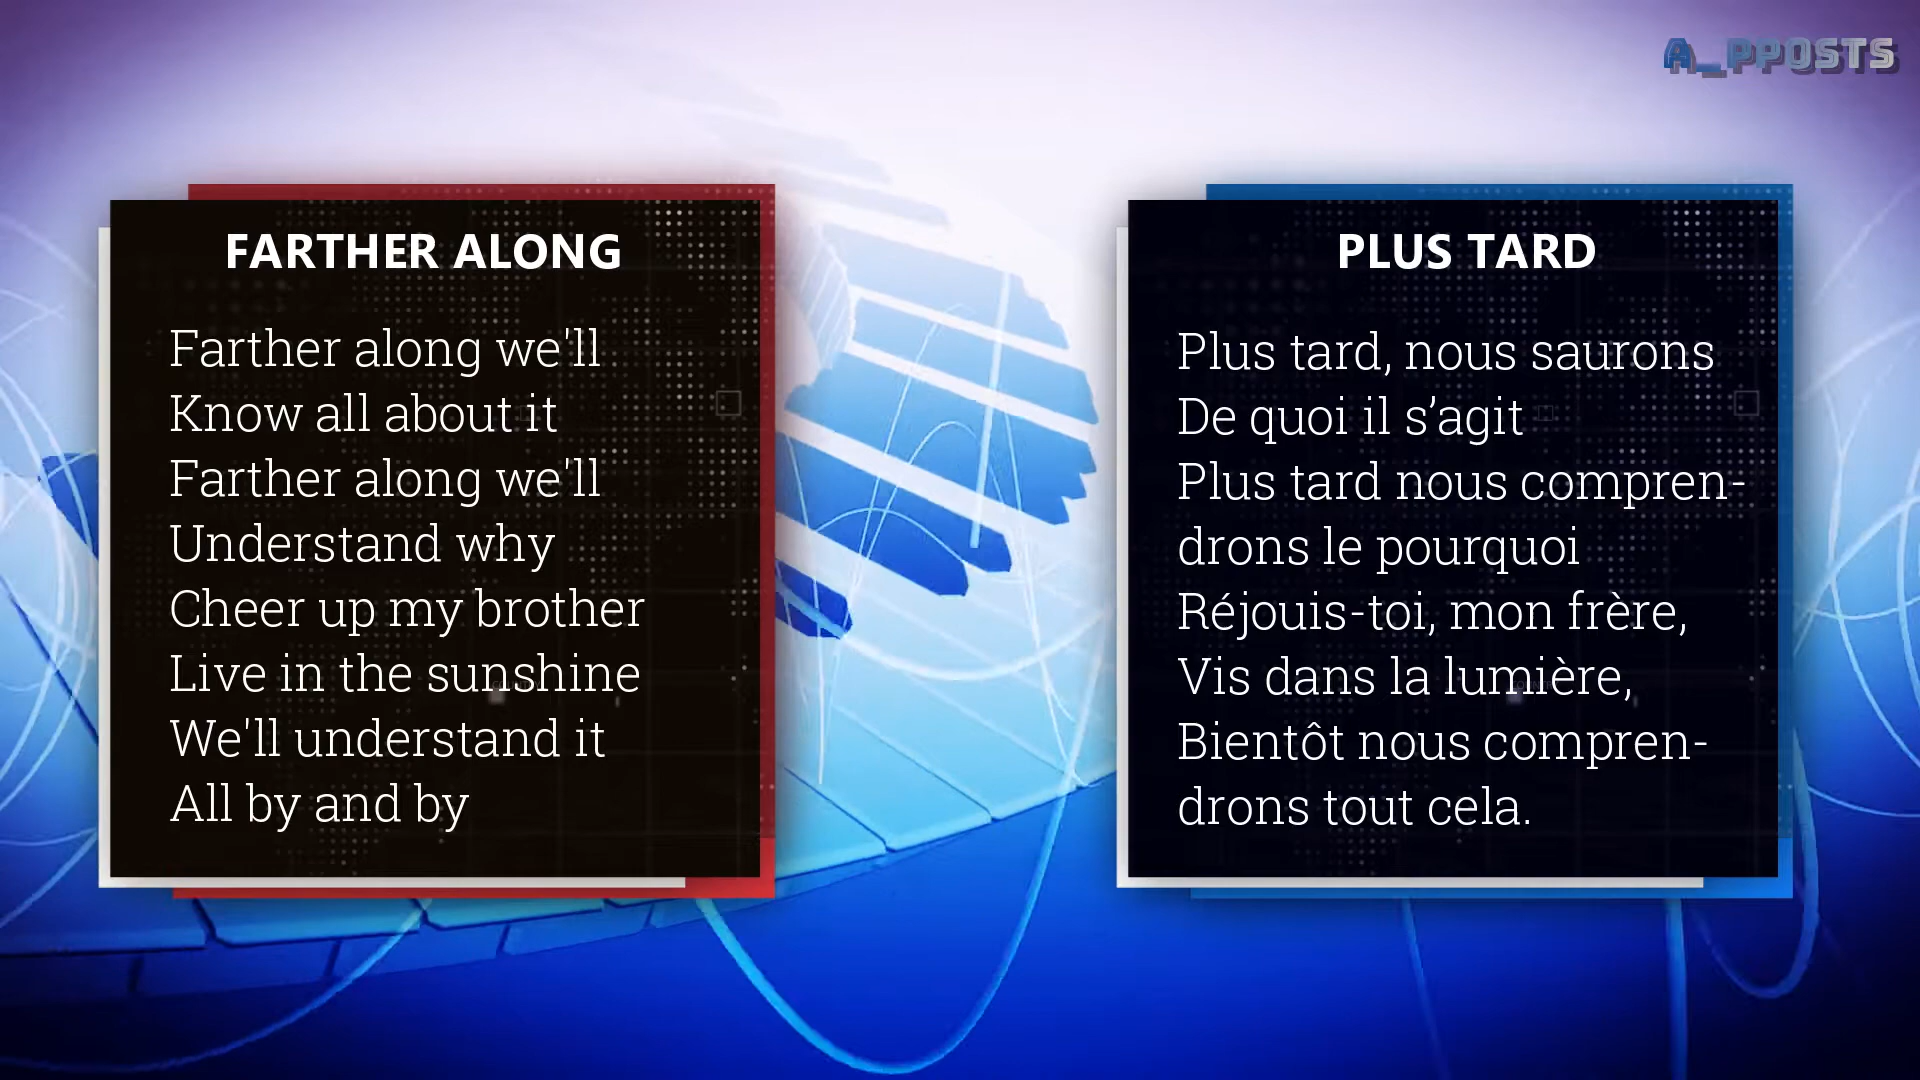 A_PPOSTS
FARTHER ALONG
Farther along we'll
Know all about it
Farther along we'll
Understand why
Cheer up my brother
Live in the sunshine
We'll understand it
All by and by
PLUS TARD
Plus tard, nous saurons
De quoi il s’agit
Plus tard nous compren-
drons le pourquoi
Réjouis-toi, mon frère,
Vis dans la lumière,
Bientôt nous compren-
drons tout cela.